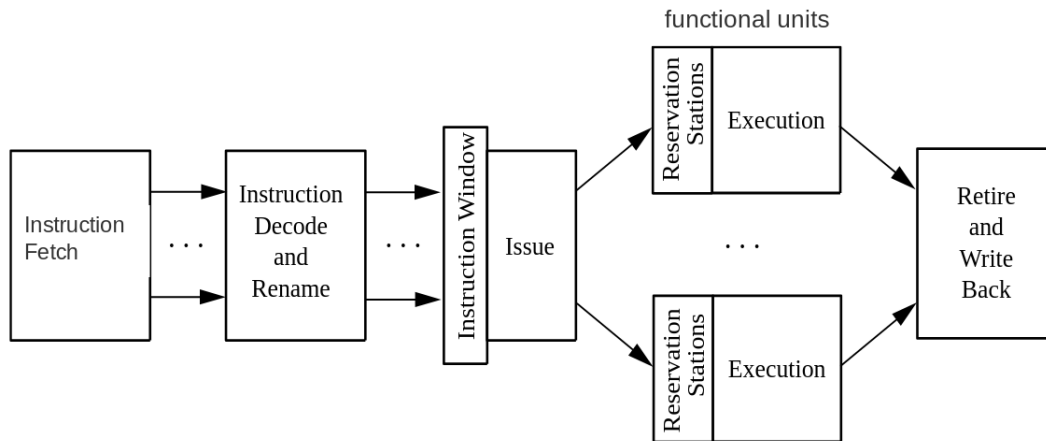 functional units
Instruction
Fetch
. . .
Instruction
Decode
and
Rename
. . .
Instruction Window
Issue
Reservation
Stations
Execution
. . .
Reservation
Stations
Execution
Retire
and
Write
Back